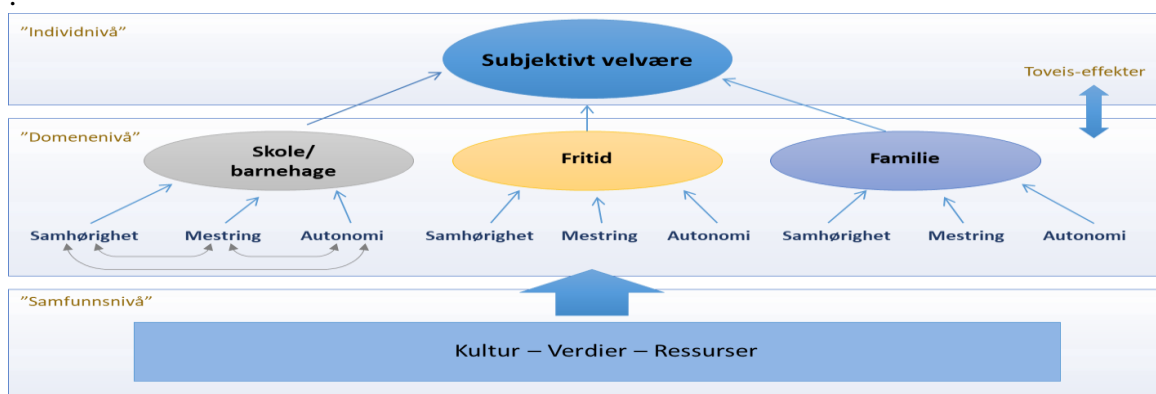 ”Individnivå”
Subjektivt velvære
Toveis-effekter
”Domenenivå”
Skole/
barnehage
Fritid
Familie
Samhørighet Mestring Autonomi Samhørighet Mestring Autonomi Samhørighet Mestring Autonomi
”Samfunnsnivå”
Kultur – Verdier – Ressurser